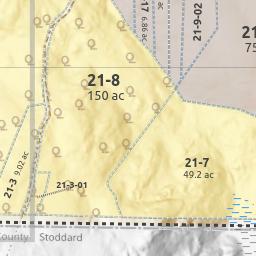 17
6.86 ac
21-9-02
21
75
21-8
150 ac
21-7
49.2 ac
21-3
9.02 ac
21-3-01
County
Stoddard